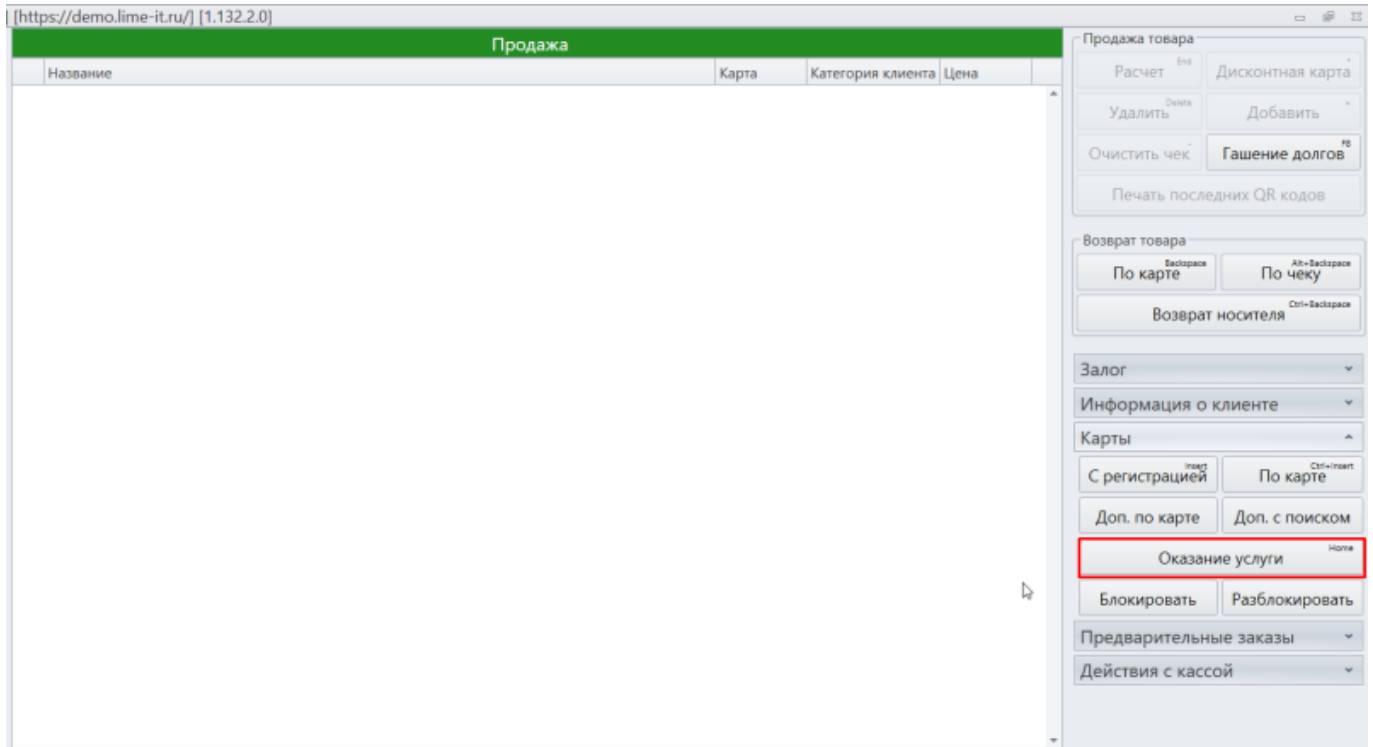 [https://demo.lime-it.ru/] [1.132.2.0]
Продажа
Название Карта Категория клиента Цена
Продажа товара
Расчет End Дисконтная карта *
Удалить Delete Добавить +
Очистить чек - Гашение долгов F8
Печать последних QR кодов
Возврат товара
По карте Backspace По чеку Alt+Backspace
Возврат носителя Ctrl+Backspace
Залог
Информация о клиенте
Карты
С регистрацией Insert По карте Ctrl+Insert
Доп. по карте Доп. с поиском
Оказание услуги Home
Блокировать Разблокировать
Предварительные заказы
Действия с кассой